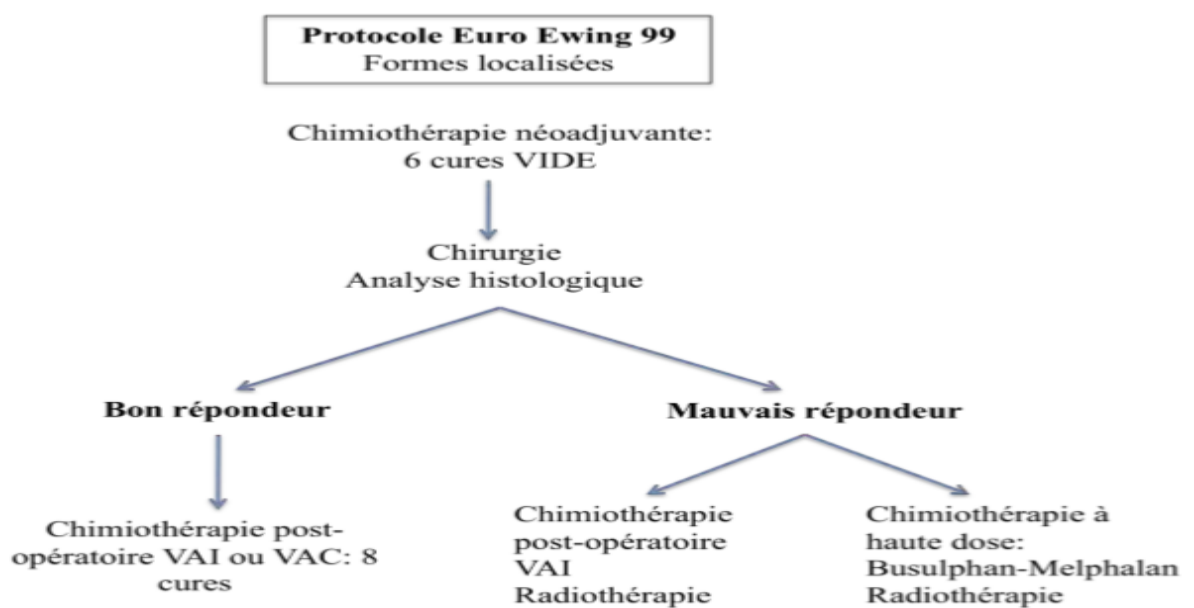 Protocole Euro Ewing 99
Formes localisées
Chimiothérapie néoadjuvante:
6 cures VIDE
Chirurgie
Analyse histologique
Bon répondeur
Mauvais répondeur
Chimiothérapie post-
opératoire VAI ou VAC: 8
cures
Chimiothérapie
post-opératoire
VAI
Radiothérapie
Chimiothérapie à
haute dose:
Busulphan-Melphalan
Radiothérapie